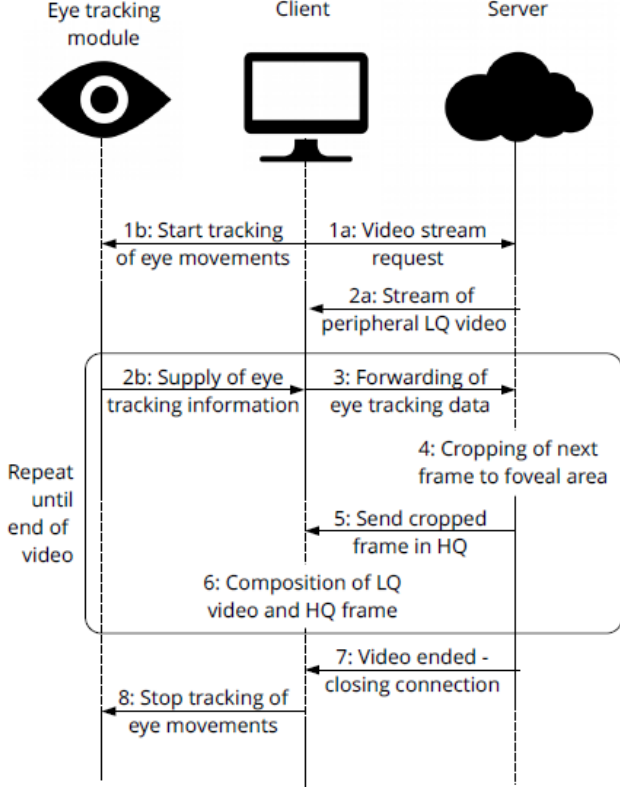 Eye tracking
module
Client
Server
1b: Start tracking
of eye movements
1a: Video stream
request
2a: Stream of
peripheral LQ video
2b: Supply of eye
tracking information
3: Forwarding of
eye tracking data
4: Cropping of next
frame to foveal area
Repeat
until
end of
video
5: Send cropped
frame in HQ
6: Composition of LQ
video and HQ frame
7: Video ended -
closing connection
8: Stop tracking of
eye movements